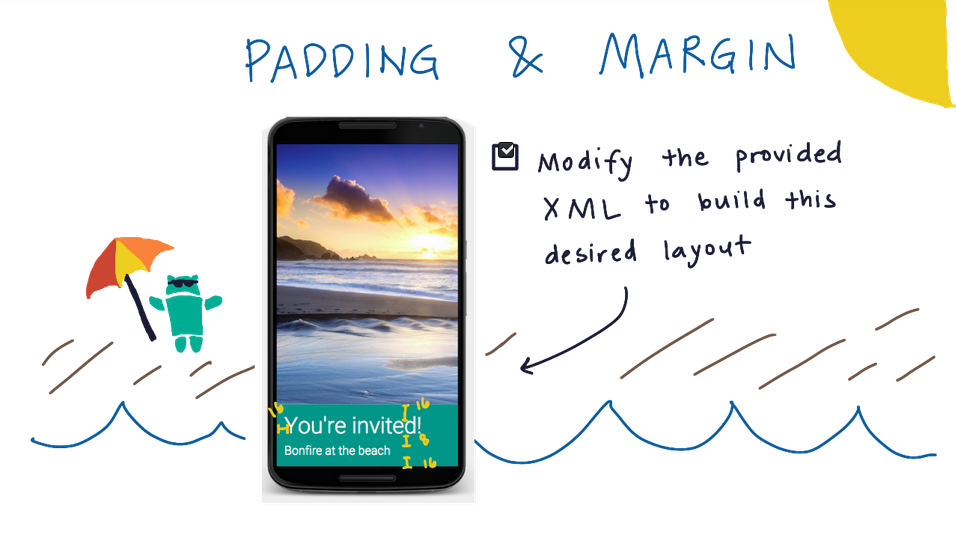 PADDING & MARGIN
Modify the provided
XML to build this
desired layout
16
16
You're invited!
8
Bonfire at the beach
16